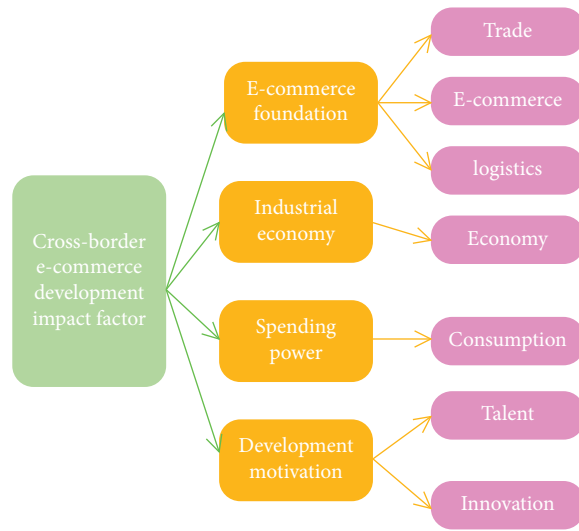 Cross-border
e-commerce
development
impact factor
E-commerce
foundation
Industrial
economy
Spending
power
Development
motivation
Trade
E-commerce
logistics
Economy
Consumption
Talent
Innovation